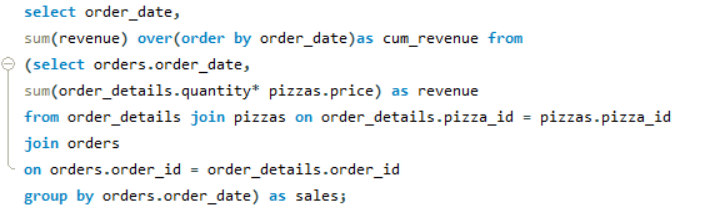 select order_date,
sum(revenue) over(order by order_date)as cum_revenue from
(select orders.order_date,
sum(order_details.quantity* pizzas.price) as revenue
from order_details join pizzas on order_details.pizza_id = pizzas.pizza_id
join orders
on orders.order_id = order_details.order_id
group by orders.order_date) as sales;